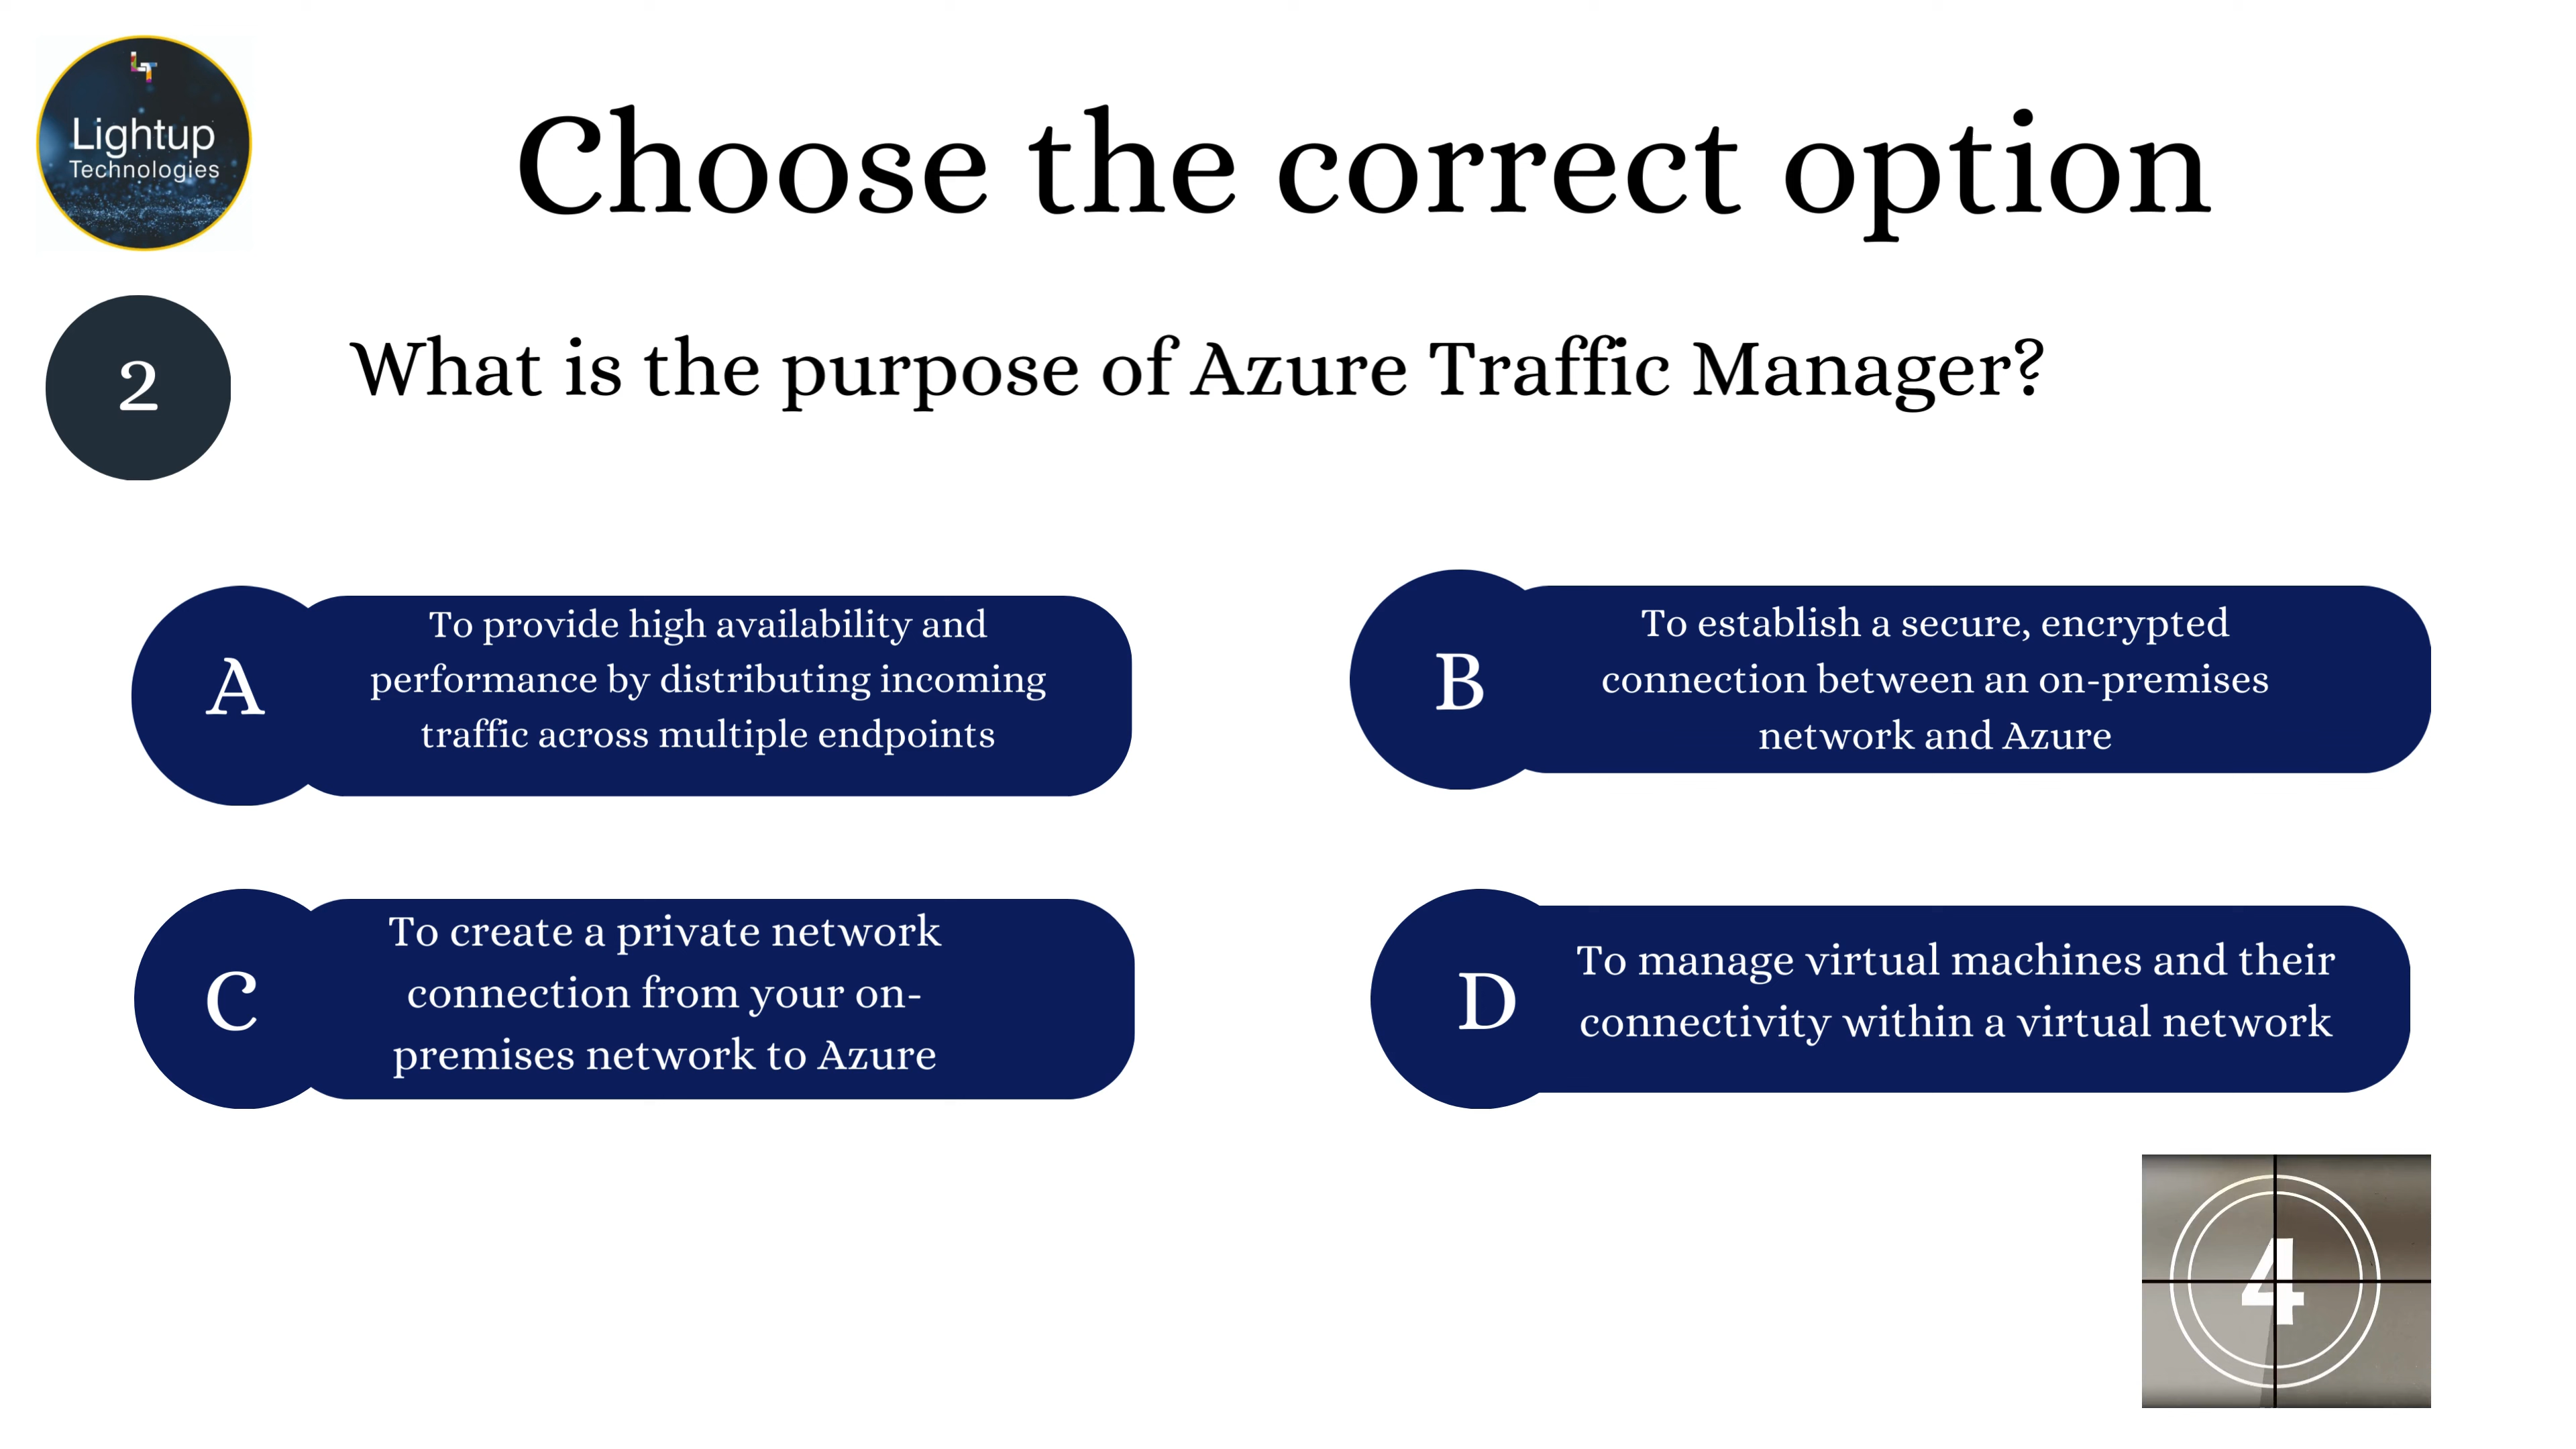 LT
Lightup
Technologies
Choose the correct option
2
What is the purpose of Azure Traffic Manager?
A
To provide high availability and
performance by distributing incoming
traffic across multiple endpoints
B
To establish a secure, encrypted
connection between an on-premises
network and Azure
C
To create a private network
connection from your on-
premises network to Azure
D
To manage virtual machines and their
connectivity within a virtual network
4